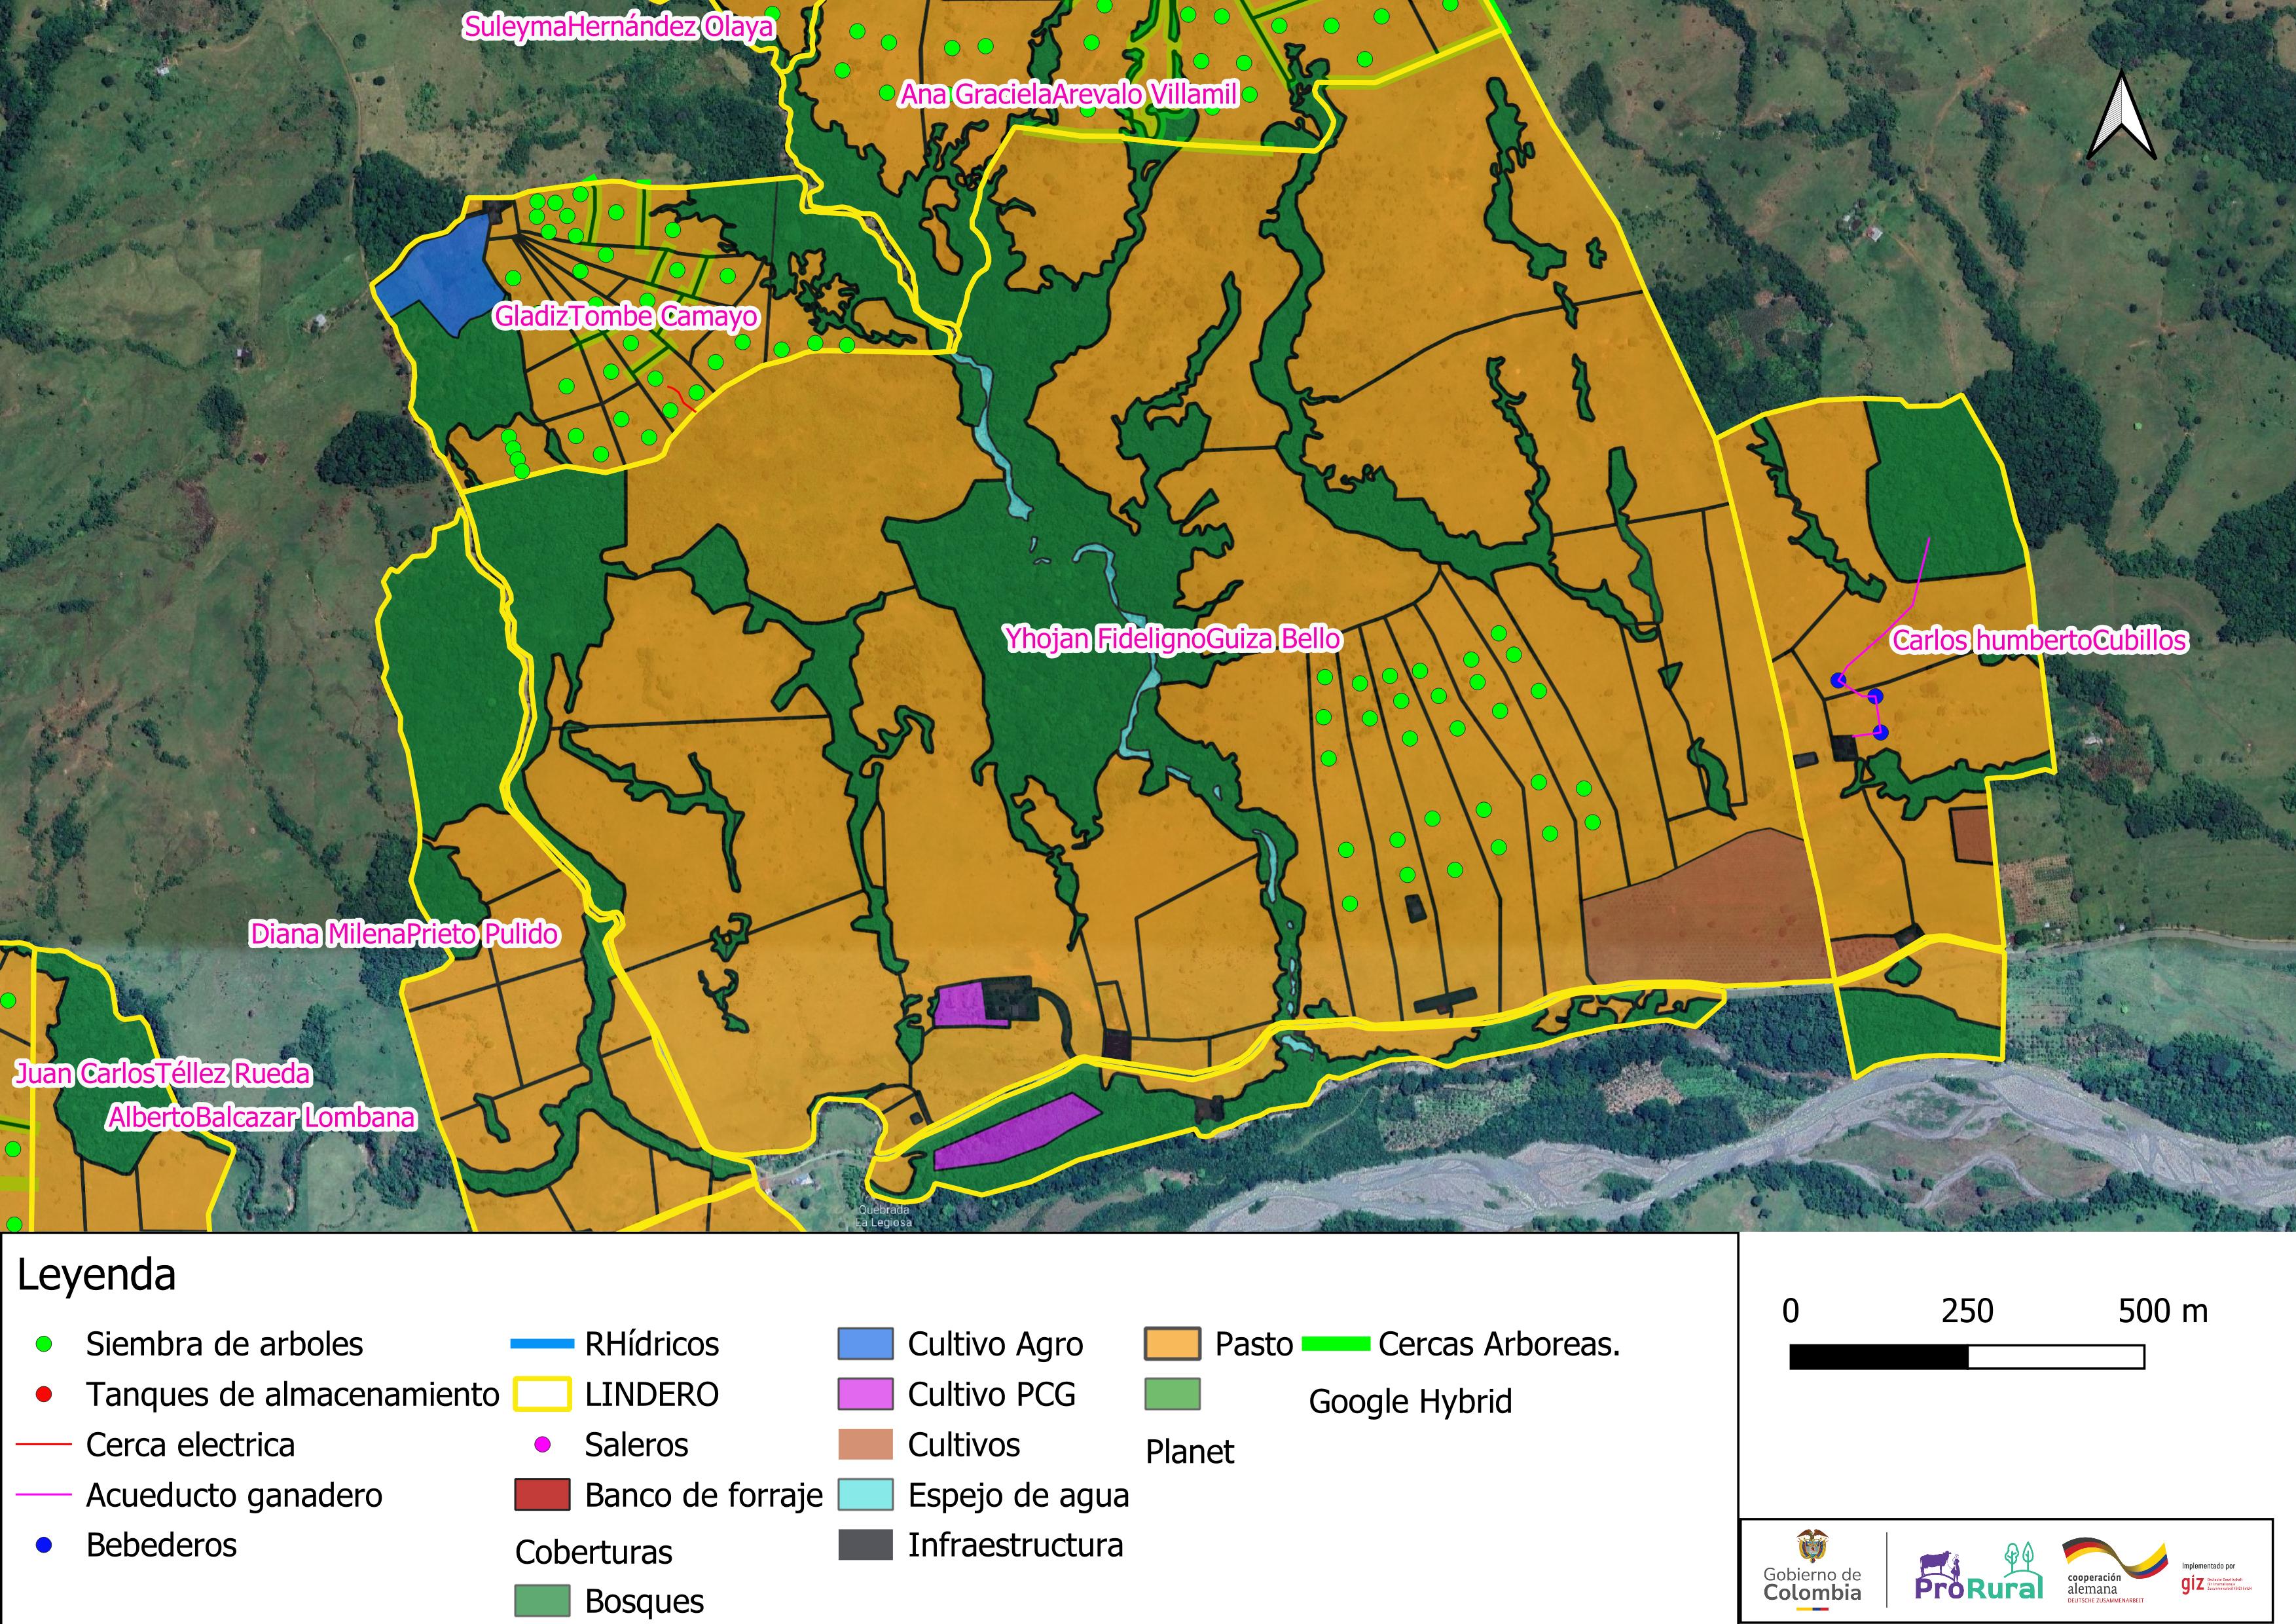 SuleymaHernández Olaya
Ana GracielaArevalo Villamil
GladizTombe Camayo
Yhojan FidelignoGuiza Bello
Carlos humbertoCubillos
Diana MilenaPrieto Pulido
Juan CarlosTéllez Rueda
AlbertoBalcazar Lombana
Quebrada
La Legiosa
Leyenda
Siembra de arboles
Tanques de almacenamiento
Cerca electrica
Acueducto ganadero
Bebederos
RHídricos
LINDERO
Saleros
Banco de forraje
Coberturas
Bosques
Cultivo Agro
Cultivo PCG
Cultivos
Espejo de agua
Infraestructura
Pasto
Planet
Cercas Arboreas.
Google Hybrid
0 250 500 m
Gobierno de
Colombia
ProRural
cooperación
alemana
DEUTSCHE ZUSAMMENARBEIT
Implementado por
giz